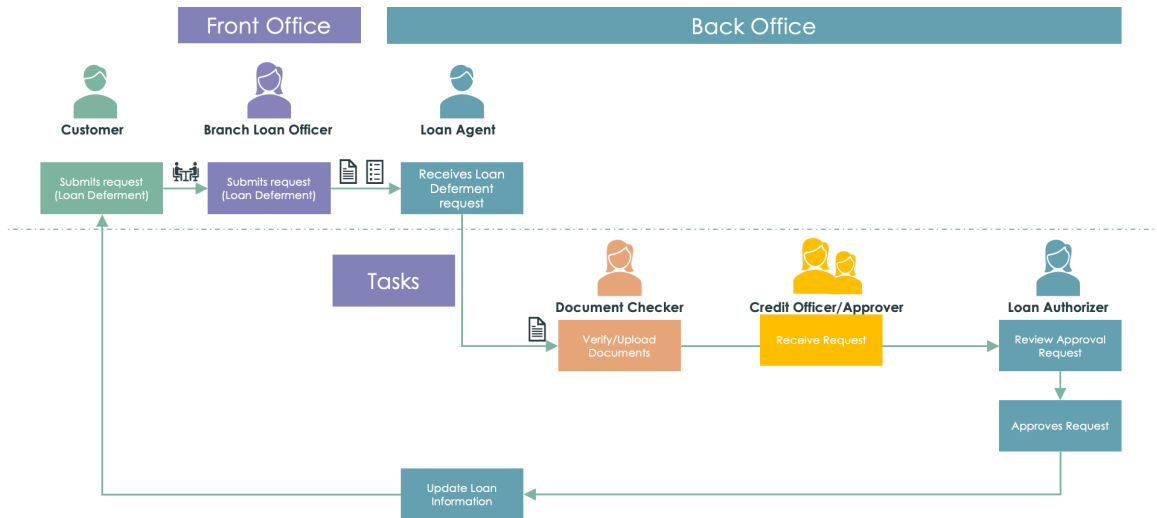 Front Office
Back Office
Customer
Branch Loan Officer
Loan Agent
Submits request
(Loan Deferment)
Submits request
(Loan Deferment)
Receives Loan
Deferment
request
Tasks
Document Checker
Credit Officer/Approver
Loan Authorizer
Verify/Upload
Documents
Receive Request
Review Approval
Request
Approves Request
Update Loan
Information